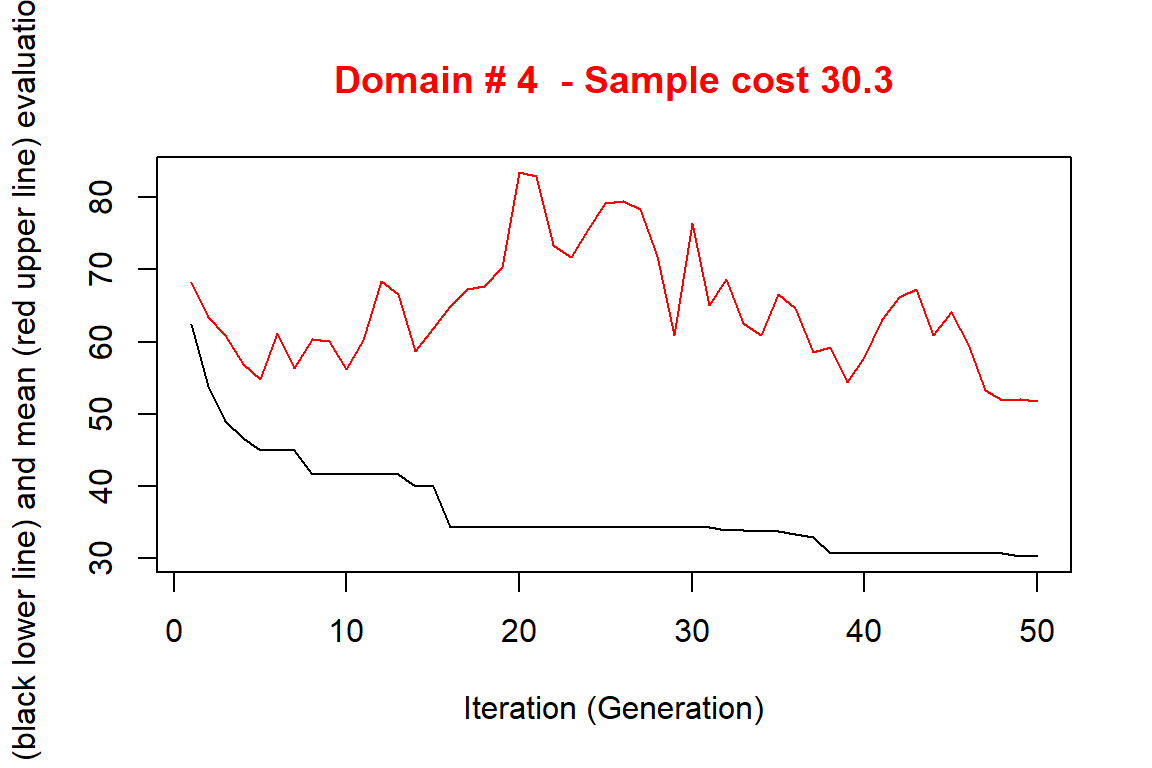 Domain # 4  - Sample cost 30.3
(black lower line) and mean (red upper line) evaluatio
80
70
60
50
40
30
0 10 20 30 40 50
Iteration (Generation)